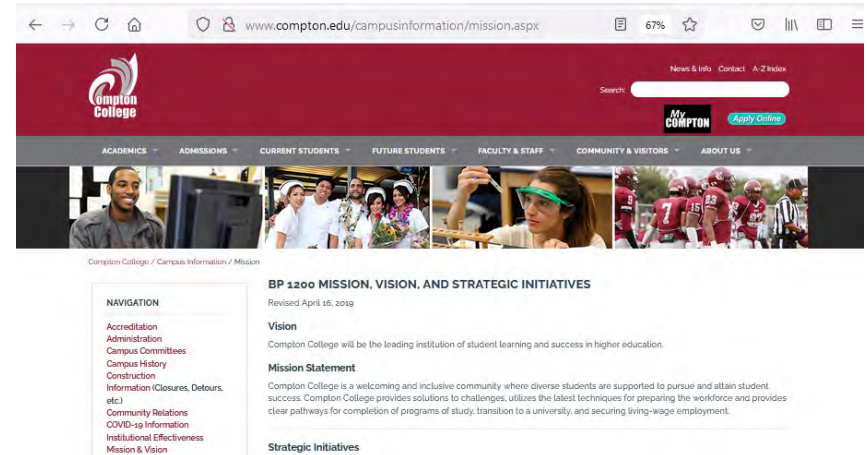 www.compton.edu/campusinformation/mission.aspx 67%
News & Info Contact A-Z Index
Search:
Compton
College
My
COMPTON
Apply Online
ACADEMICS ADMISSIONS CURRENT STUDENTS FUTURE STUDENTS FACULTY & STAFF COMMUNITY & VISITORS ABOUT US
9 7 15 23
Compton College / Campus Information / Mission
NAVIGATION
Accreditation
Administration
Campus Committees
Campus History
Construction
Information (Closures, Detours,
etc.)
Community Relations
COVID-19 Information
Institutional Effectiveness
Mission & Vision
BP 1200 MISSION, VISION, AND STRATEGIC INITIATIVES
Revised April 16, 2019
Vision
Compton College will be the leading institution of student learning and success in higher education.
Mission Statement
Compton College is a welcoming and inclusive community where diverse students are supported to pursue and attain student
success. Compton College provides solutions to challenges, utilizes the latest techniques for preparing the workforce and provides
clear pathways for completion of programs of study, transition to a university, and securing living-wage employment.
Strategic Initiatives